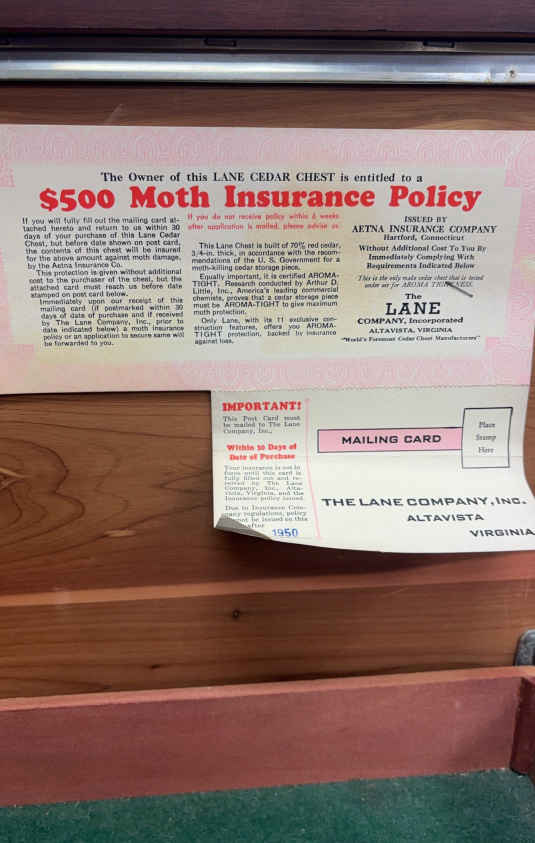 The Owner of this LANE CEDAR CHEST is entitled to a
$500 Moth Insurance Policy
If you will fully fill out the mailing card at-
tached hereto and return to us within 30
days of your purchase of this Lane Cedar
Chest, but before date shown on post card,
the contents of this chest will be insured
for the above amount against moth damage,
by the Aetna Insurance Co.
This protection is given without additional
cost to the purchaser of the chest, but the
attached card must reach us before date
stamped on post card below.
Immediately upon our receipt of this
mailing card (if postmarked within 30
days of date of purchase and if received
by The Lane Company, Inc., prior to
date indicated below) a moth insurance
policy or an application to secure same will
be forwarded to you.
If you do not receive policy within 6 weeks
after application is mailed, please advise us.
This Lane Chest is built of 70% red cedar,
3/4-in. thick, in accordance with the recom-
mendations of the U. S. Government for a
moth-killing cedar storage piece.
Equally important, it is certified AROMA-
TIGHT. Research conducted by Arthur D.
Little, Inc., America's leading commercial
chemists, proves that a cedar storage piece
must be AROMA-TIGHT to give maximum
moth protection.
Only Lane, with its 11 exclusive con-
struction features, offers you AROMA-
TIGHT protection, backed by insurance
against loss.
ISSUED BY
AETNA INSURANCE COMPANY
Hartford, Connecticut
Without Additional Cost To You By
Immediately Complying With
Requirements Indicated Below
This is the only made cedar chest that is tested
under set for AROMA
The
LANE
COMPANY, Incorporated
ALTAVISTA, VIRGINIA
"World's Foremost Cedar Chest Manufacturers"
IMPORTANT!
This Post Card must
be mailed to The Lane
Company, Inc.,
Within 30 Days of
Date of Purchase
Your insurance is not in
force until this card is
fully filled out and re-
ceived by The Lane
Company, Inc., Alta-
vista, Virginia, and the
Insurance policy issued.
Due to Insurance Com-
pany regulations, policy
not be issued on this
after
1950
MAILING CARD
Place
Stamp
Here
THE LANE COMPANY, INC.
ALTAVISTA
VIRGINIA